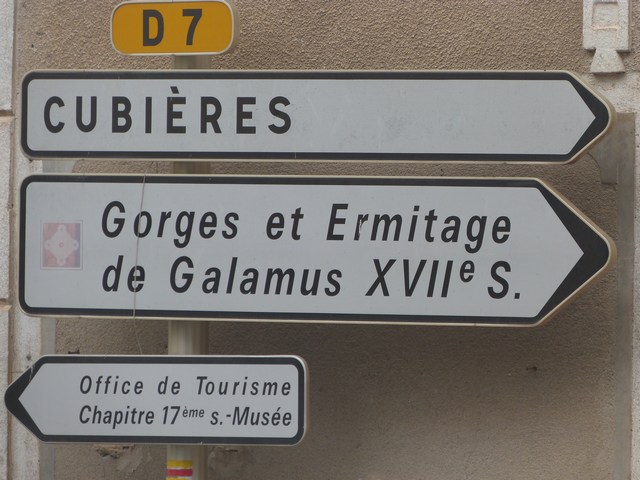 D 7
CUBIÈRES
Gorges et Ermitage
de Galamus XVIIe S.
Office de Tourisme
Chapitre 17ème s.-Musée